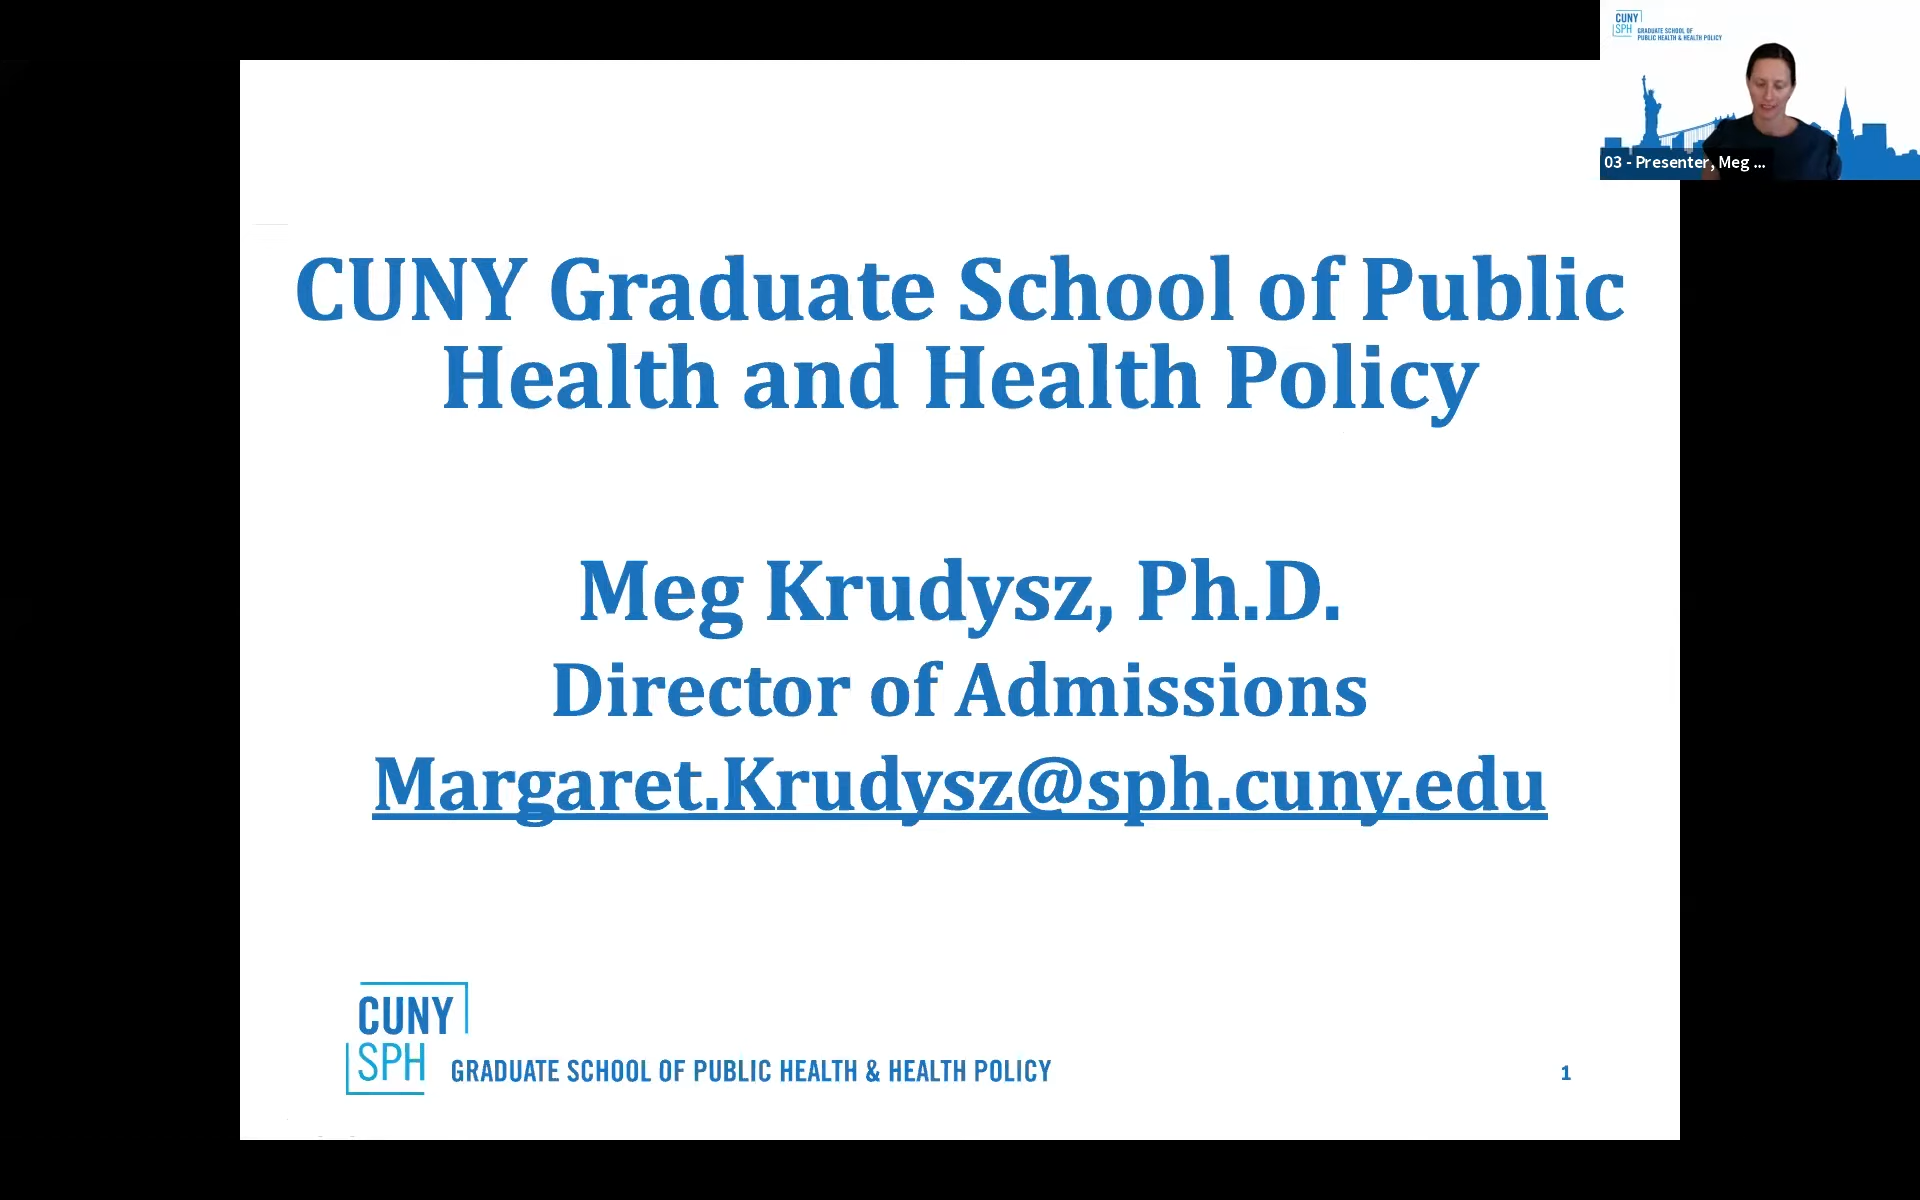 CUNY
SPH
GRADUATE SCHOOL OF
PUBLIC HEALTH & HEALTH POLICY
03 - Presenter, Meg ...
CUNY Graduate School of Public
Health and Health Policy
Meg Krudysz, Ph.D.
Director of Admissions
Margaret.Krudysz@sph.cuny.edu
CUNY
SPH
GRADUATE SCHOOL OF PUBLIC HEALTH & HEALTH POLICY
1